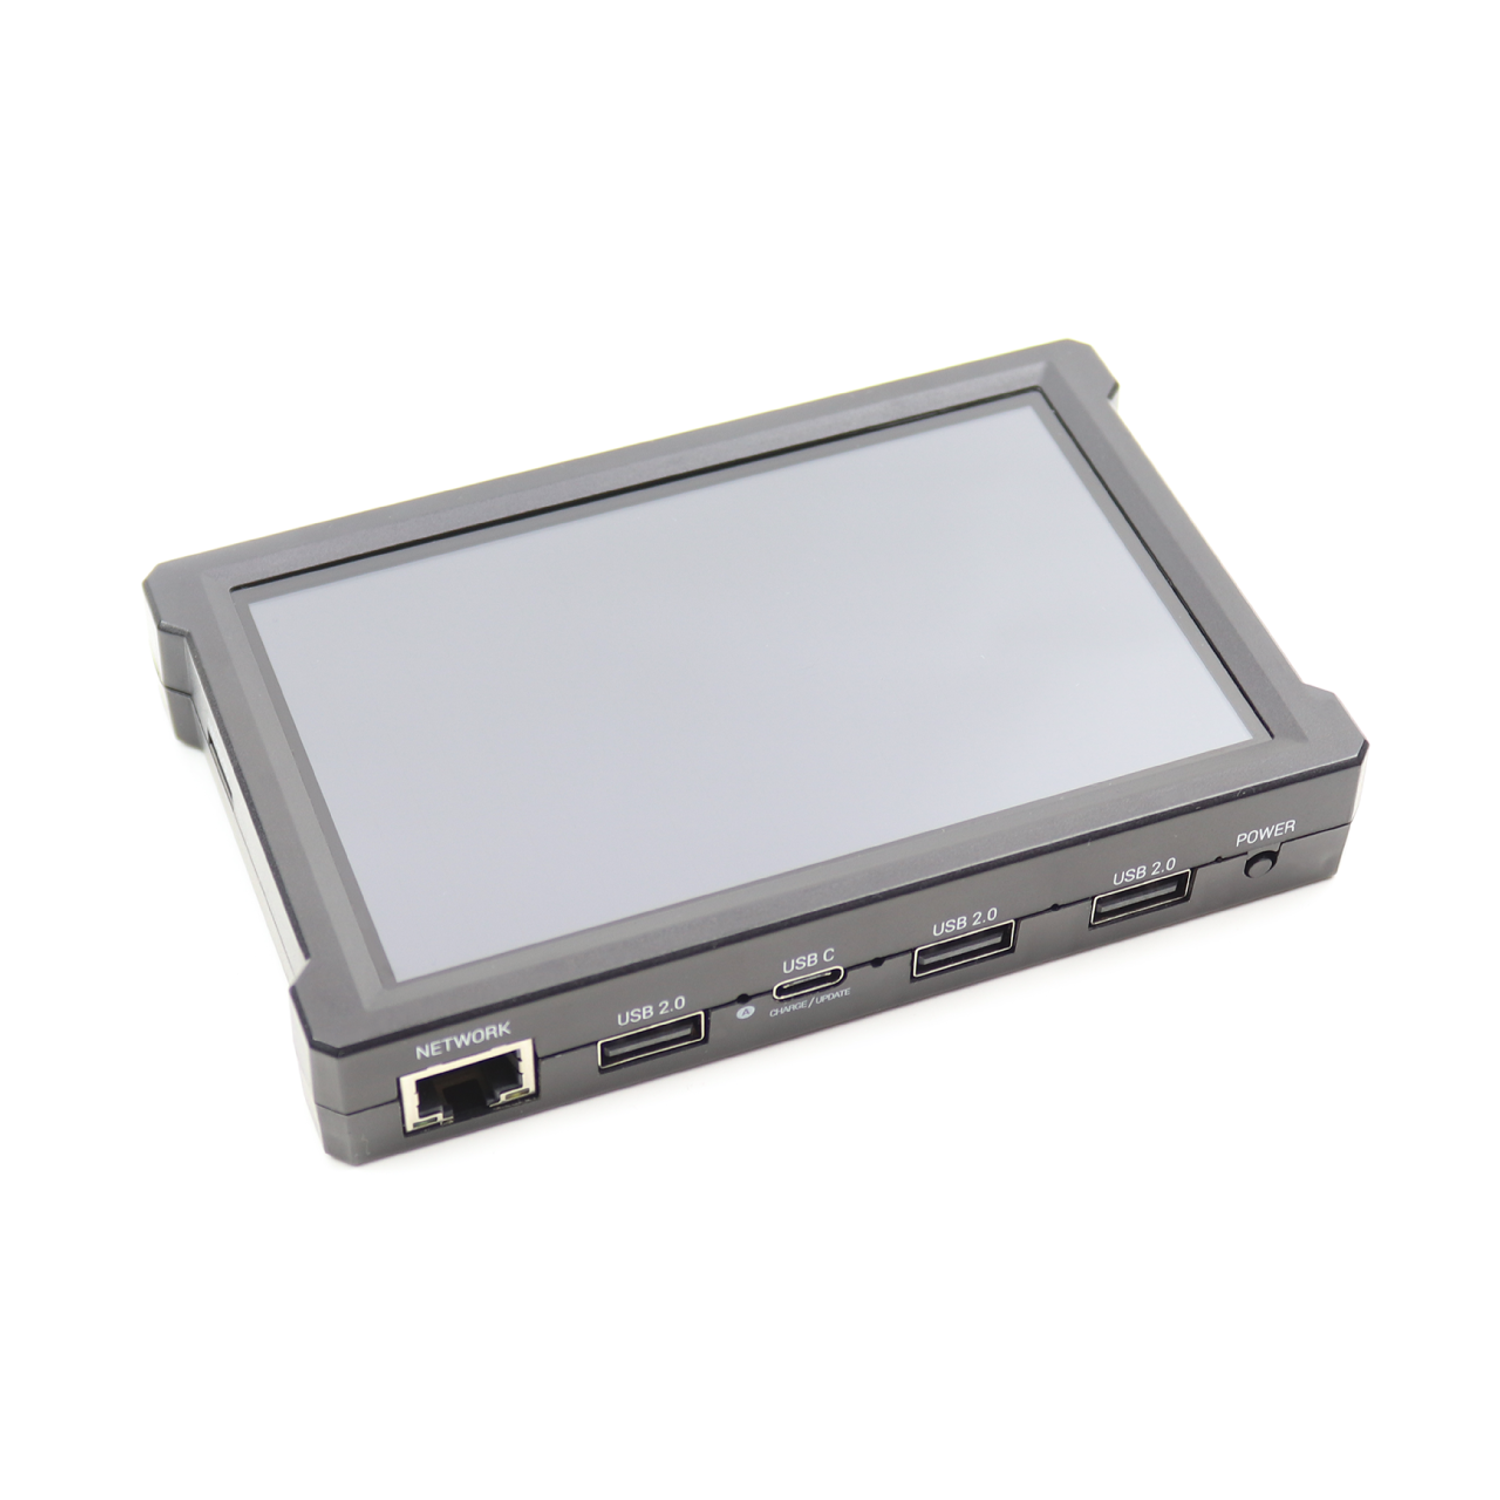 NETWORK
USB 2.0
USB C
CHARGE/UPDATE
USB 2.0
USB 2.0
POWER